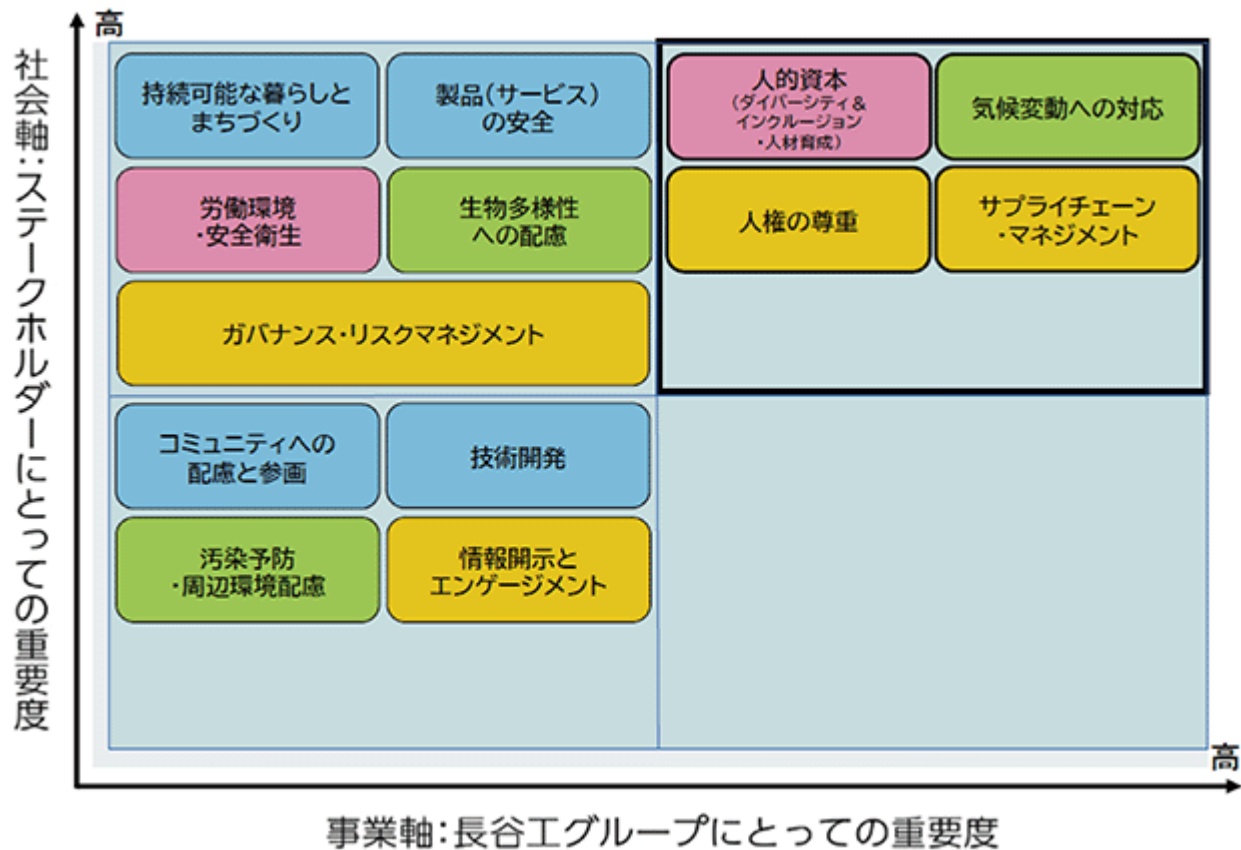 高
社会軸:ステークホルダーにとっての重要度
持続可能な暮らしと
まちづくり
製品(サービス)
の安全
人的資本
(ダイバーシティ&
インクルージョン
・人材育成)
気候変動への対応
労働環境
・安全衛生
生物多様性
への配慮
人権の尊重
サプライチェーン
・マネジメント
ガバナンス・リスクマネジメント
コミュニティへの
配慮と参画
技術開発
汚染予防
・周辺環境配慮
情報開示と
エンゲージメント
高
事業軸:長谷工グループにとっての重要度